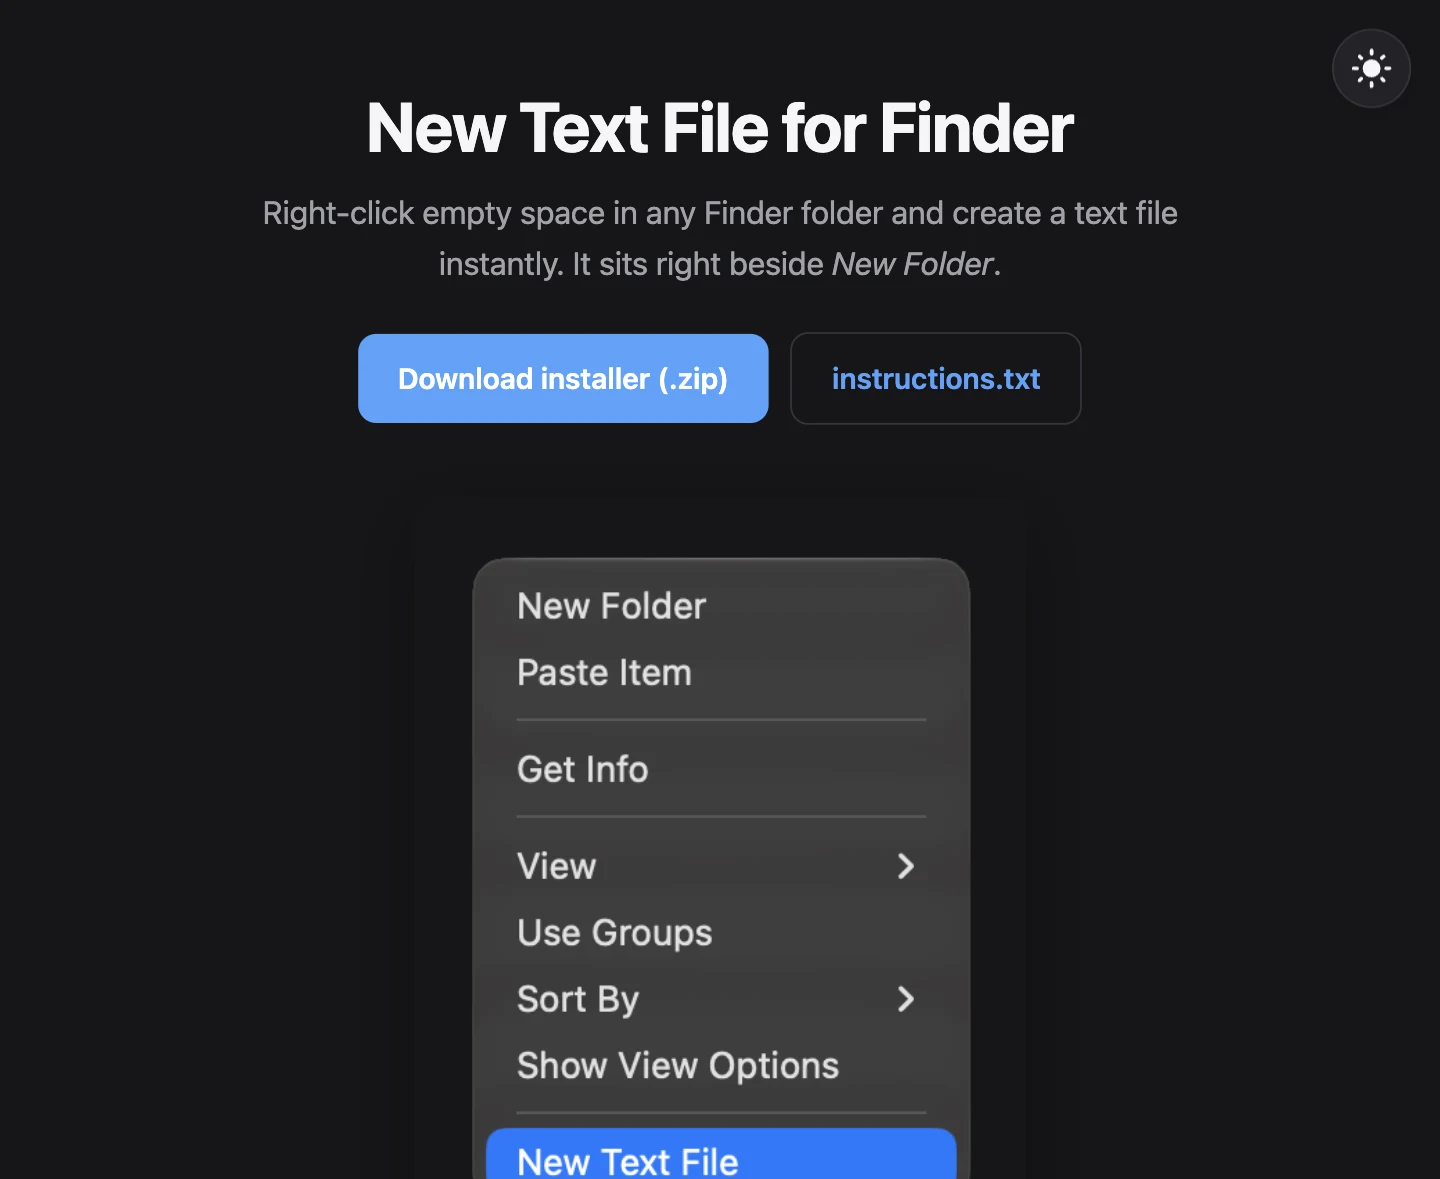 New Text File for Finder
Right-click empty space in any Finder folder and create a text file
instantly. It sits right beside New Folder.
Download installer (.zip)
instructions.txt
New Folder
Paste Item
Get Info
View
Use Groups
Sort By
Show View Options
New Text File